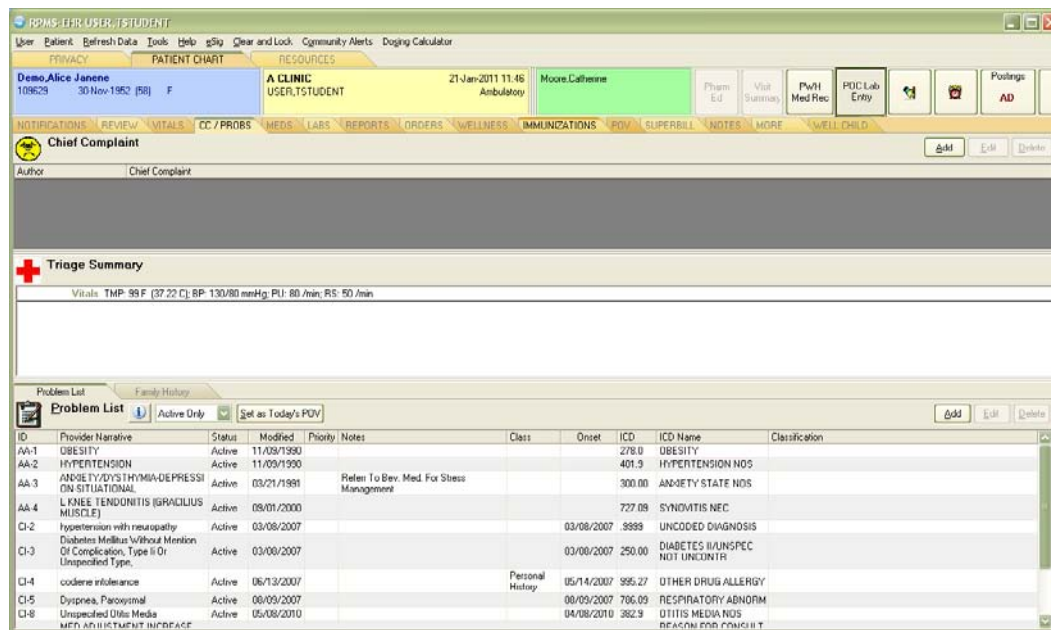 RPMS-EHR USER,TSTUDENT
User Patient Refresh Data Tools Help eSig Clear and Lock Community Alerts Dosing Calculator
PRIVACY PATIENT CHART RESOURCES
Demo,Alice Janene A CLINIC 21-Jan-2011 11:46 Moore,Catherine
109629 30-Nov-1952 (58) F USER,TSTUDENT Ambulatory
Pharm Ed Visit Summary PWH Med Rec POC Lab Entry Postings AD
NOTIFICATIONS REVIEW VITALS CC / PROBS MEDS LABS REPORTS ORDERS WELLNESS IMMUNIZATIONS POV SUPERBILL NOTES MORE WELL CHILD
Chief Complaint Add Edit Delete
Author Chief Complaint
Triage Summary
Vitals TMP: 99 F (37.22 C); BP: 130/80 mmHg; PU: 80 /min; RS: 50 /min
Problem List Family History
Problem List Active Only Set as Today's POV Add Edit Delete
ID Provider Narrative Status Modified Priority Notes Class Onset ICD ICD Name Classification
AA-1 OBESITY Active 11/09/1990 278.0 OBESITY
AA-2 HYPERTENSION Active 11/09/1990 401.9 HYPERTENSION NOS
AA-3 ANXIETY/DYSTHYMIA-DEPRESSI Active 03/21/1991 Refen To Bev. Med. For Stress 300.00 ANXIETY STATE NOS
ON-SITUATIONAL, Management
AA-4 L KNEE TENDONITIS (GRACILIUS Active 09/01/2000 727.09 SYNOVITIS NEC
MUSCLE)
CI-2 hypertension with neuropathy Active 03/08/2007 03/08/2007 .9999 UNCODED DIAGNOSIS
CI-3 Diabetes Mellitus Without Mention Active 03/08/2007 03/08/2007 250.00 DIABETES II/UNSPEC
Of Complication, Type Ii Or NOT UNCONTR
Unspecified Type,
CI-4 codiene intolerance Active 06/13/2007 Personal History 05/14/2007 995.27 OTHER DRUG ALLERGY
CI-5 Dyspnea, Paroxysmal Active 08/09/2007 08/09/2007 786.09 RESPIRATORY ABNORM
CI-8 Unspecified Otitis Media Active 05/08/2010 04/08/2010 382.9 OTITIS MEDIA NOS
MED ADJUSTMENT INCREASE REASON FOR CONSULT